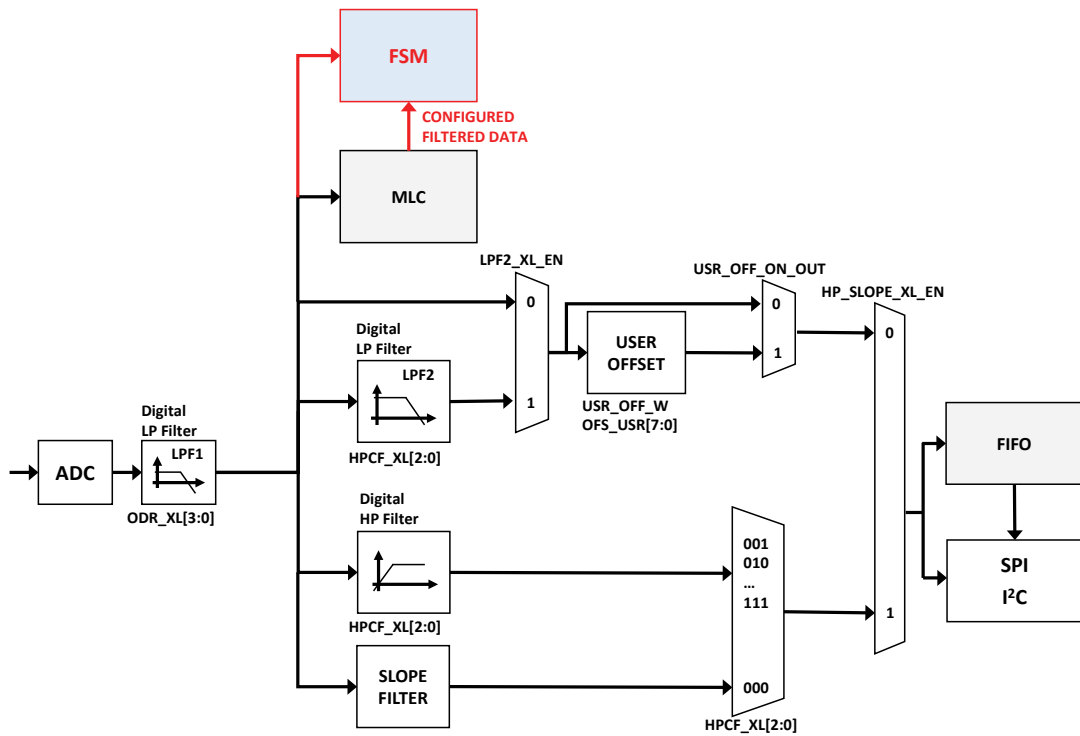 FSM
CONFIGURED
FILTERED DATA
MLC
LPF2_XL_EN
0
1
USR_OFF_ON_OUT
0
1
HP_SLOPE_XL_EN
0
1
Digital
LP Filter
LPF2
HPCF_XL[2:0]
USER
OFFSET
USR_OFF_W
OFS_USR[7:0]
ADC
Digital
LP Filter
LPF1
ODR_XL[3:0]
Digital
HP Filter
HPCF_XL[2:0]
SLOPE
FILTER
001
010
...
111
000
HPCF_XL[2:0]
FIFO
SPI
I²C